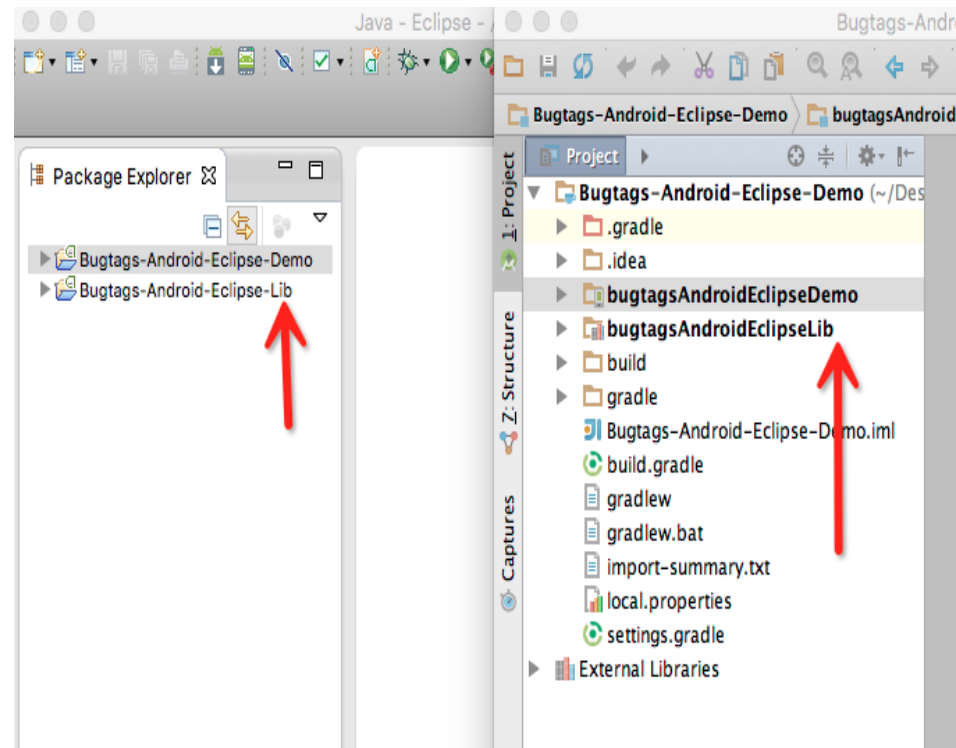 Java - Eclipse - /
Package Explorer
Bugtags-Android-Eclipse-Demo
Bugtags-Android-Eclipse-Lib
Bugtags-Andr
Bugtags-Android-Eclipse-Demo bugtagsAndroid
1: Project
Z: Structure
Captures
Project
Bugtags-Android-Eclipse-Demo (~/Des
.gradle
.idea
bugtagsAndroidEclipseDemo
bugtagsAndroidEclipseLib
build
gradle
Bugtags-Android-Eclipse-Demo.iml
build.gradle
gradlew
gradlew.bat
import-summary.txt
local.properties
settings.gradle
External Libraries